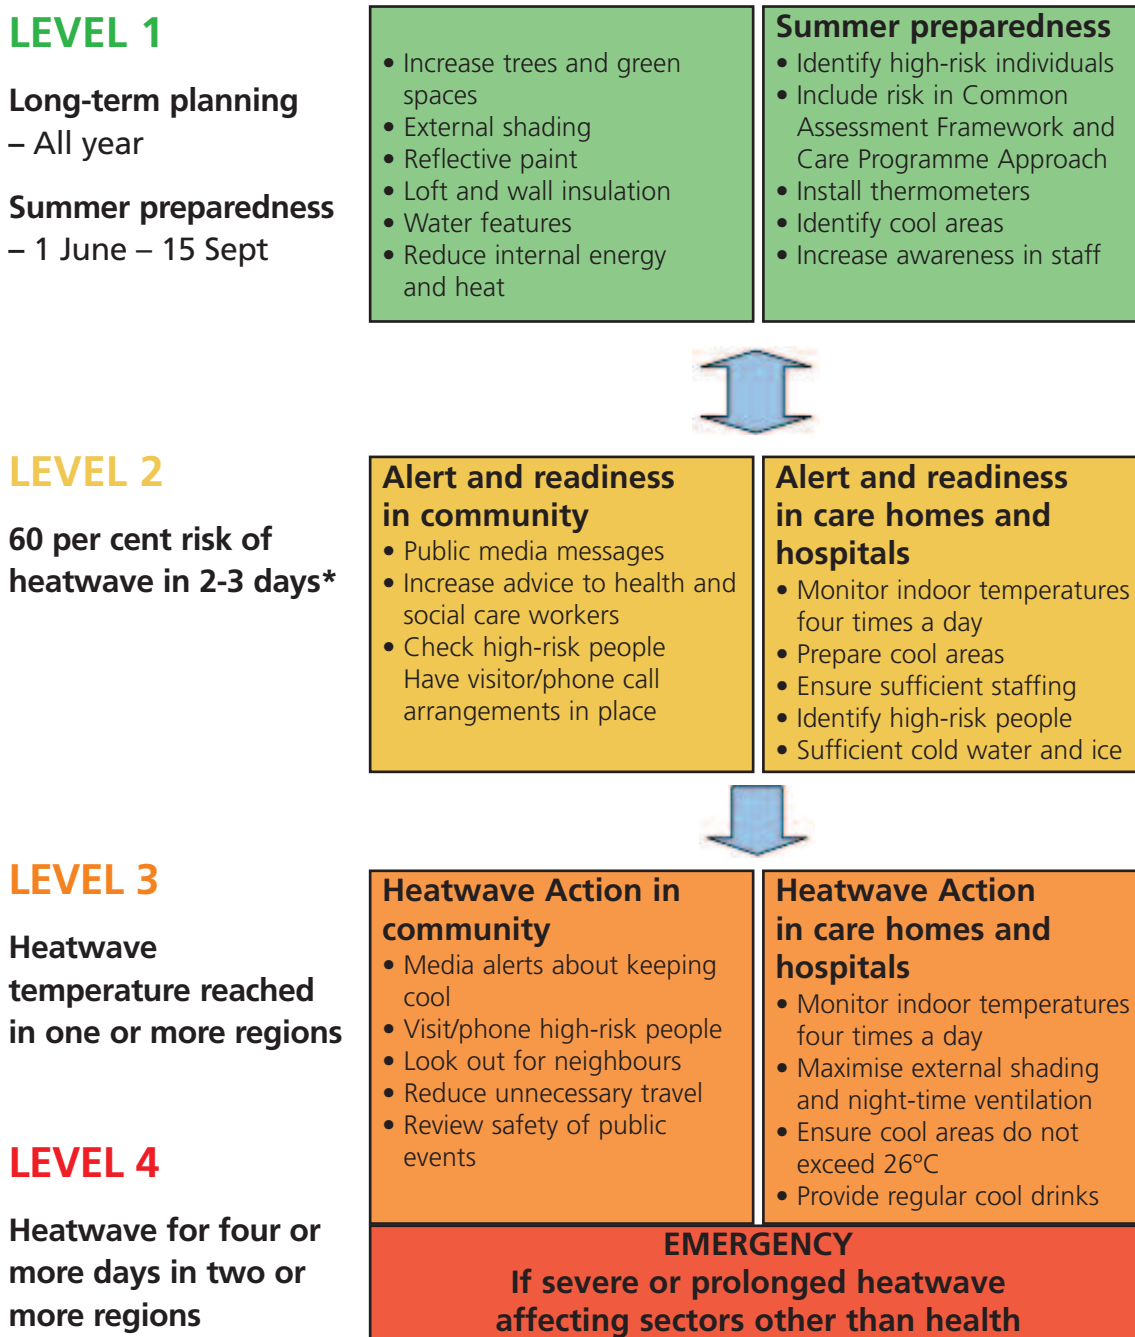 LEVEL 1
Long-term planning
– All year
Summer preparedness
– 1 June – 15 Sept
• Increase trees and green
spaces
• External shading
• Reflective paint
• Loft and wall insulation
• Water features
• Reduce internal energy
and heat
Summer preparedness
• Identify high-risk individuals
• Include risk in Common
Assessment Framework and
Care Programme Approach
• Install thermometers
• Identify cool areas
• Increase awareness in staff
LEVEL 2
60 per cent risk of
heatwave in 2-3 days*
Alert and readiness
in community
• Public media messages
• Increase advice to health and
social care workers
• Check high-risk people
Have visitor/phone call
arrangements in place
Alert and readiness
in care homes and
hospitals
• Monitor indoor temperatures
four times a day
• Prepare cool areas
• Ensure sufficient staffing
• Identify high-risk people
• Sufficient cold water and ice
LEVEL 3
Heatwave
temperature reached
in one or more regions
Heatwave Action in
community
• Media alerts about keeping
cool
• Visit/phone high-risk people
• Look out for neighbours
• Reduce unnecessary travel
• Review safety of public
events
Heatwave Action
in care homes and
hospitals
• Monitor indoor temperatures
four times a day
• Maximise external shading
and night-time ventilation
• Ensure cool areas do not
exceed 26ºC
• Provide regular cool drinks
LEVEL 4
Heatwave for four or
more days in two or
more regions
EMERGENCY
If severe or prolonged heatwave
affecting sectors other than health